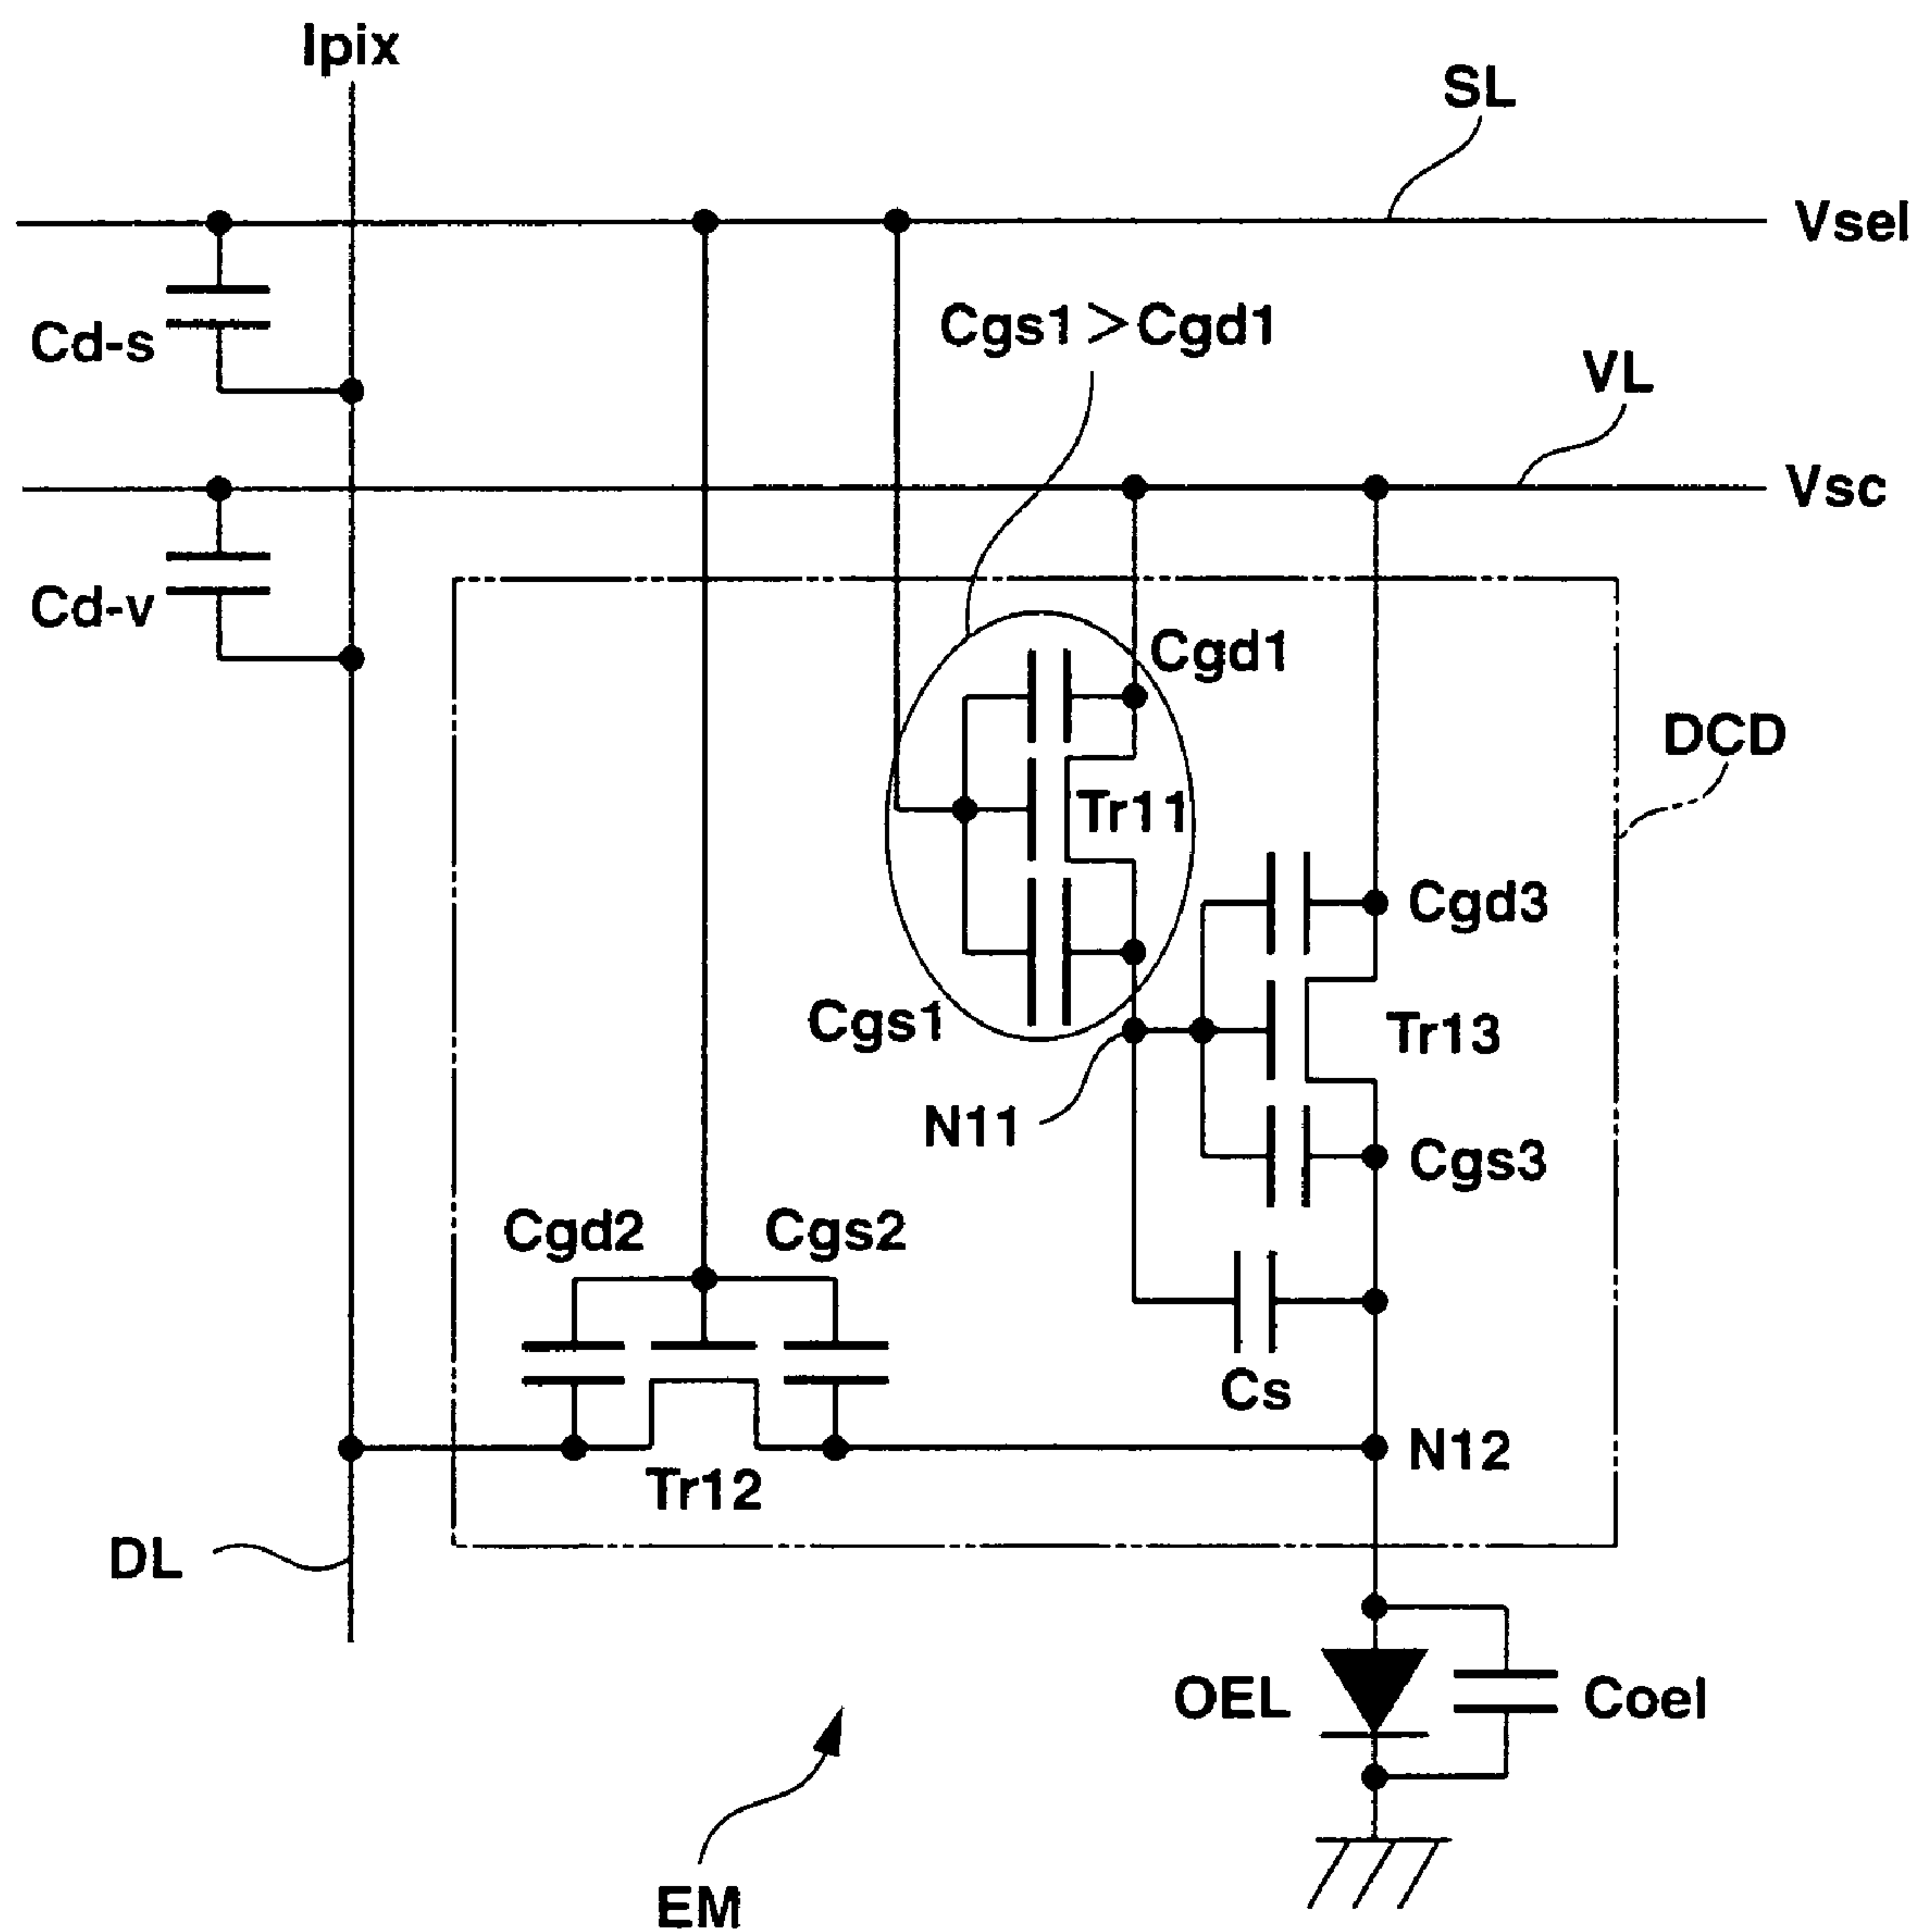 Ipix
SL
Vsel
Cgs1>Cgd1
Cd-s
VL
Vsc
Cd-v
Cgd1
DCD
Tr11
Cgd3
Cgs1
Tr13
N11
Cgs3
Cgd2 Cgs2
Cs
N12
Tr12
DL
OEL
Coel
EM